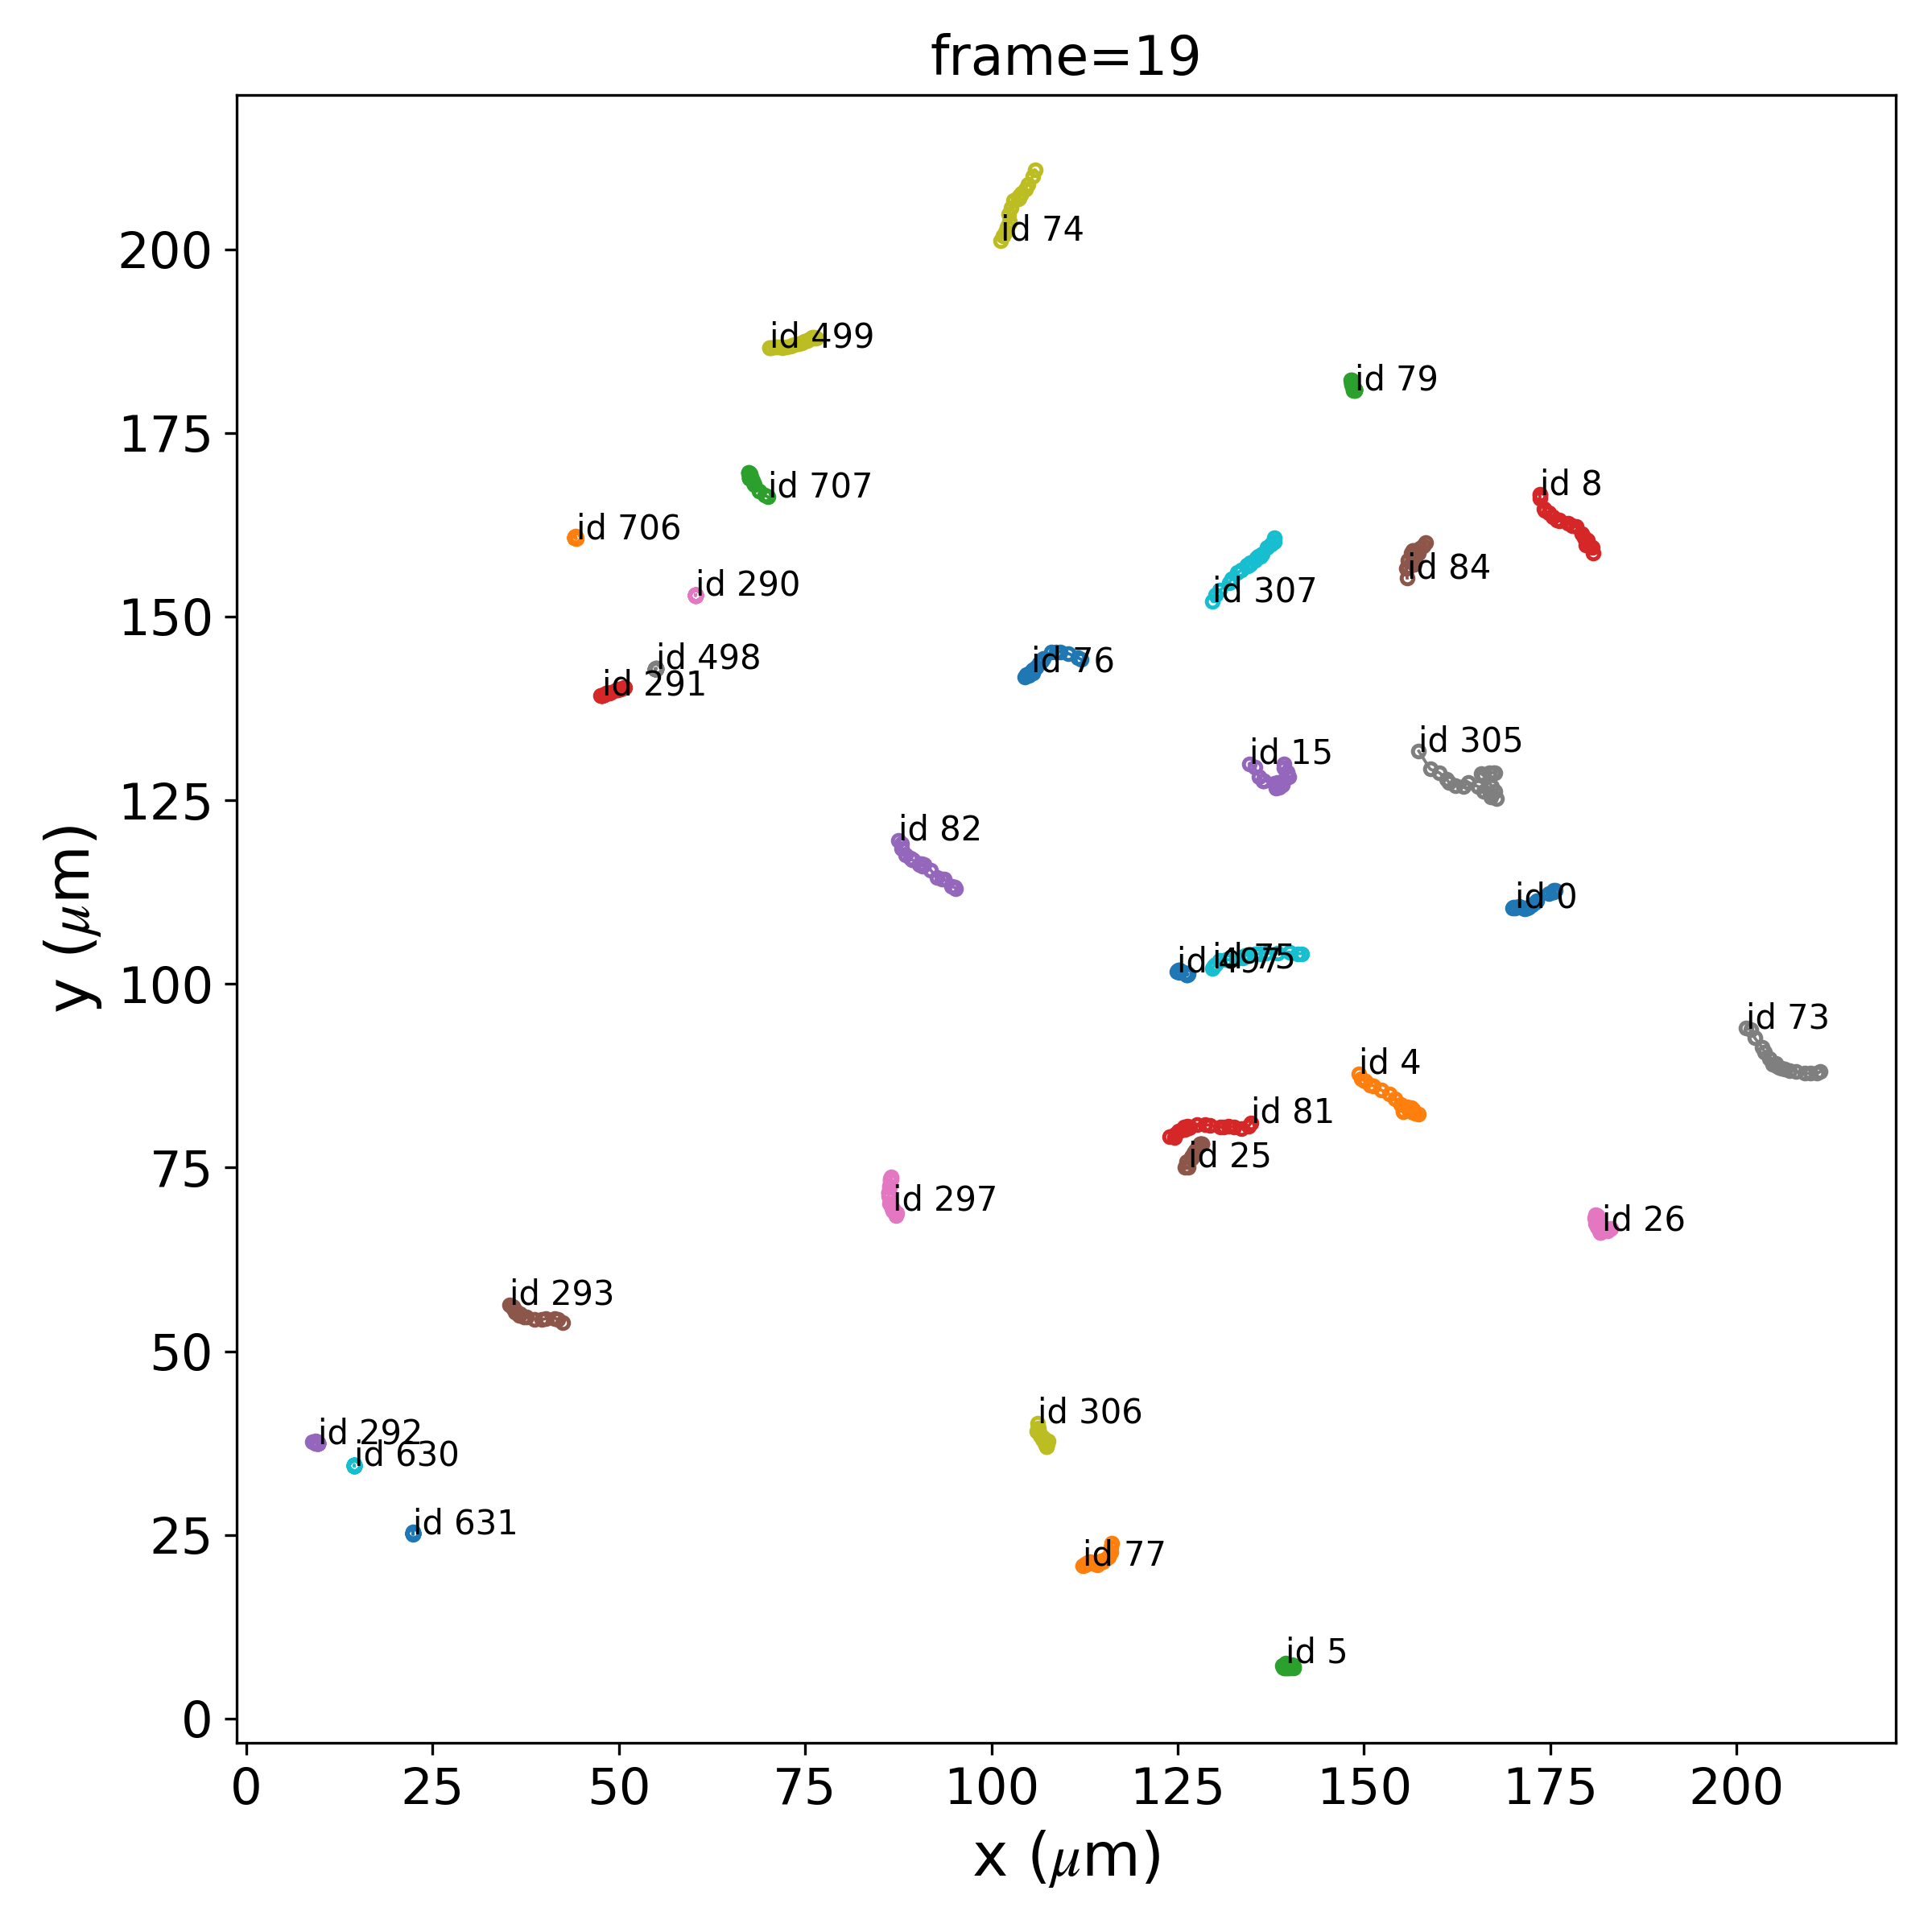 frame=19
y (μm)
200
175
150
125
100
75
50
25
0
id 74
id 499
id 79
id 707
id 8
id 706
id 84
id 290
id 307
id 498
id 76
id 291
id 305
id 15
id 82
id 0
id 497
id 75
id 73
id 4
id 81
id 25
id 297
id 26
id 293
id 306
id 292
id 630
id 631
id 77
id 5
0 25 50 75 100 125 150 175 200
x (μm)